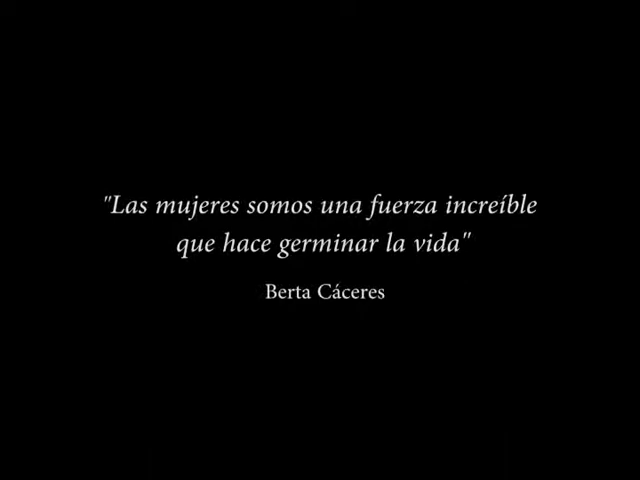 "Las mujeres somos una fuerza increíble
que hace germinar la vida"
Berta Cáceres